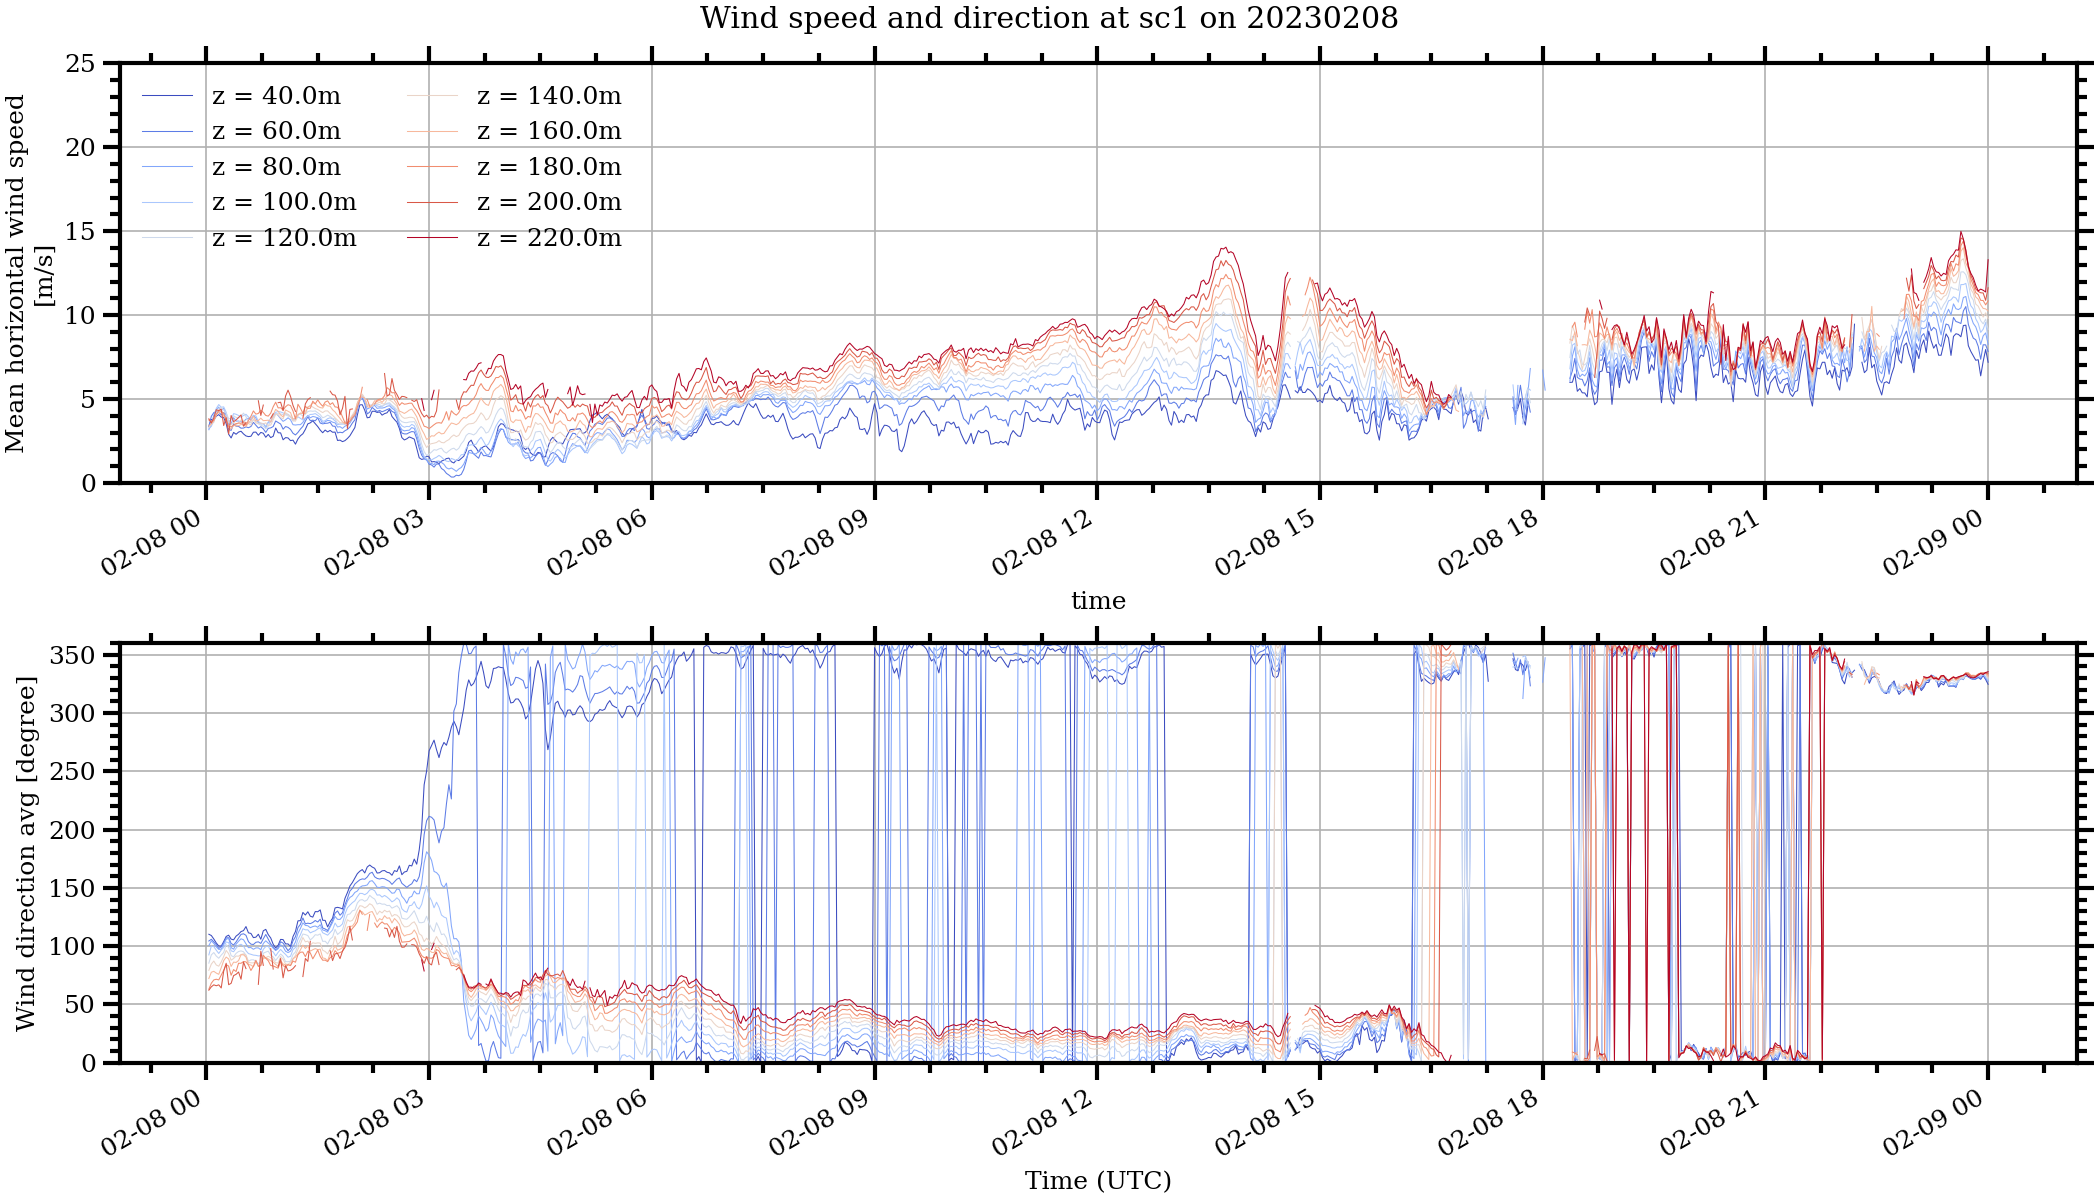 Wind speed and direction at sc1 on 20230208
Mean horizontal wind speed
[m/s]
25
20
15
10
5
0
z = 40.0m
z = 60.0m
z = 80.0m
z = 100.0m
z = 120.0m
z = 140.0m
z = 160.0m
z = 180.0m
z = 200.0m
z = 220.0m
02-08 00
02-08 03
02-08 06
02-08 09
02-08 12
02-08 15
02-08 18
02-08 21
02-09 00
time
Wind direction avg [degree]
350
300
250
200
150
100
50
0
02-08 00
02-08 03
02-08 06
02-08 09
02-08 12
02-08 15
02-08 18
02-08 21
02-09 00
Time (UTC)